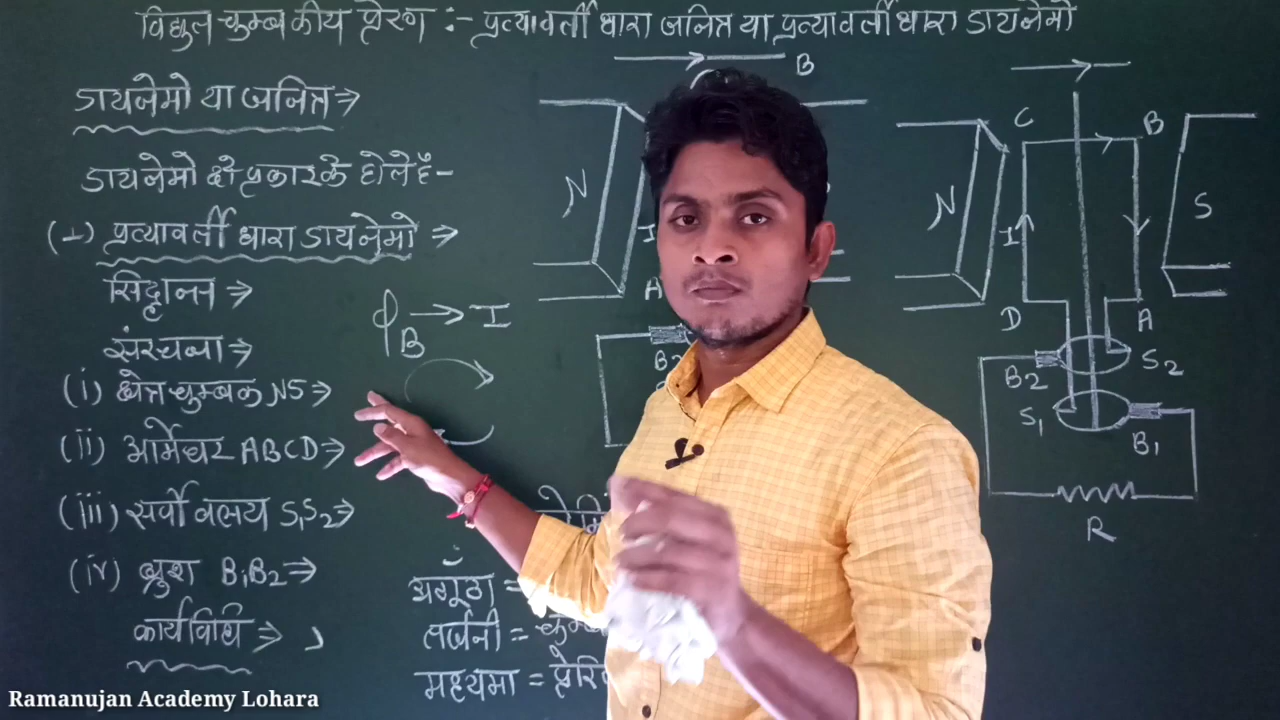 विद्युत चुम्बकीय प्रेरण :- प्रत्यावर्ती धारा जनित्र या प्रत्यावर्ती धारा डायनेमो
डायनेमो या जनित्र ⇒
डायनेमो दो प्रकार के होते हैं -
(1) प्रत्यावर्ती धारा डायनेमो ⇒
सिद्धान्त ⇒
संरचना ⇒
(i) क्षेत्र चुम्बक NS ⇒
(ii) आर्मेचर ABCD ⇒
(iii) सर्पी वलय S₁S₂ ⇒
(iv) ब्रुश B₁B₂ ⇒
कार्यविधि ⇒
ϕB → I
अंगूठा =
तर्जनी =
मध्यमा =
B
N
A
B2
C B
N I S
D A
B2 S2
S1 B1
R
Ramanujan Academy Lohara